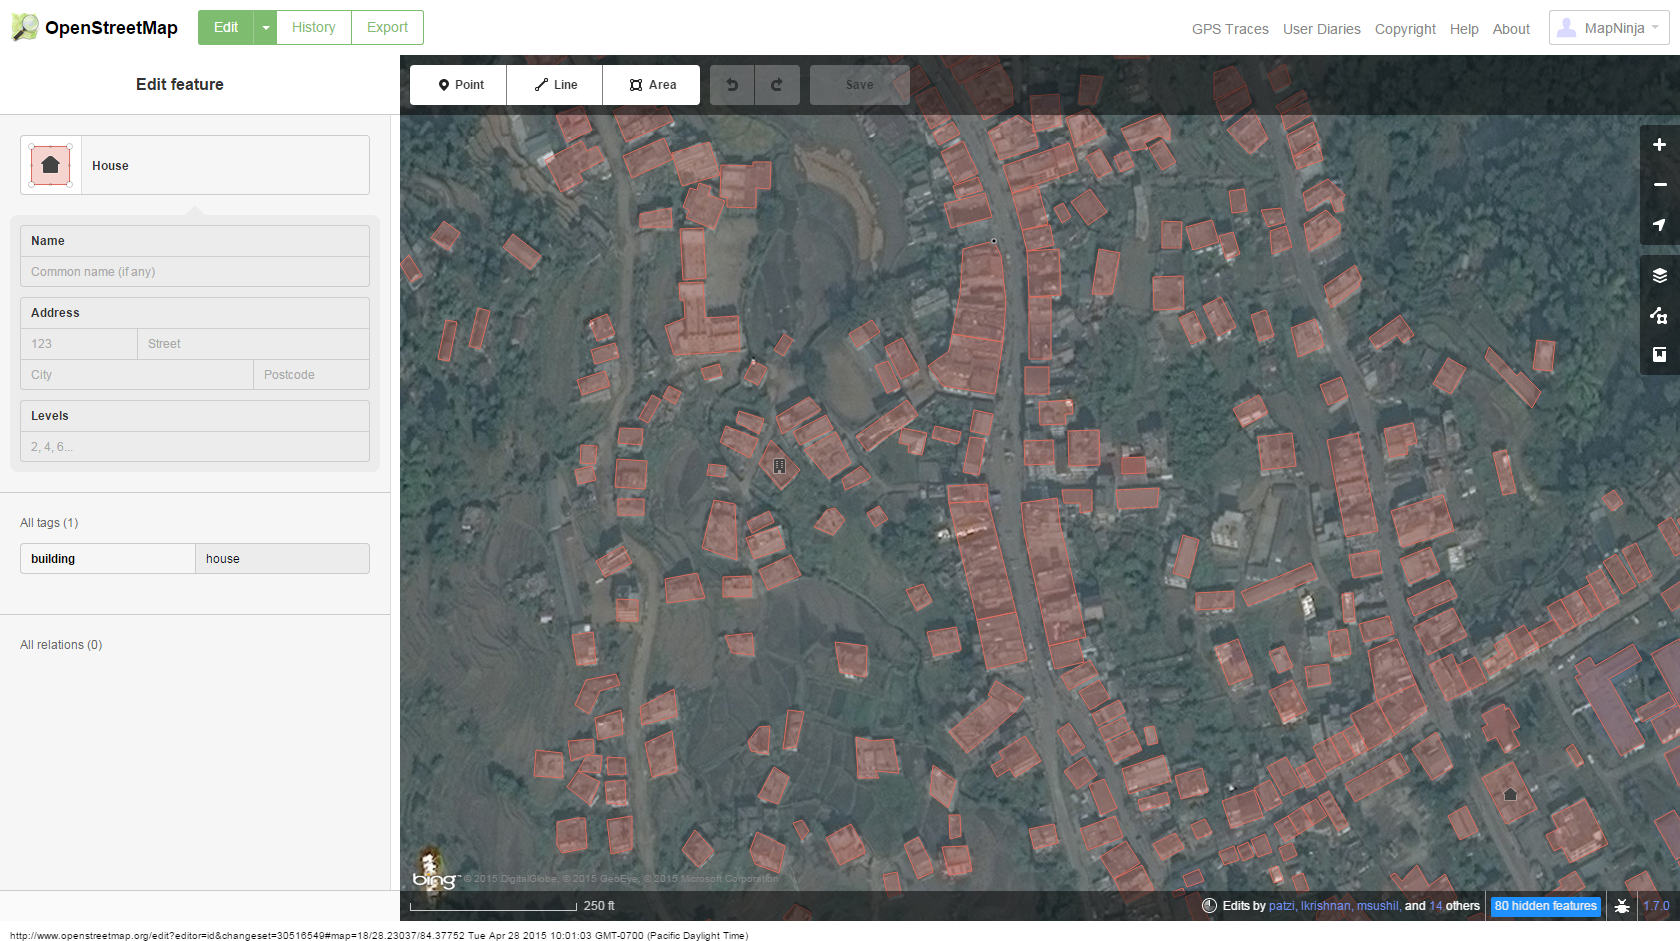 OpenStreetMap
Edit
History
Export
GPS Traces
User Diaries
Copyright
Help
About
MapNinja
Edit feature
Point
Line
Area
Save
House
Name
Common name (if any)
Address
123
Street
City
Postcode
Levels
2, 4, 6...
All tags (1)
building
house
All relations (0)
bing
© 2015 DigitalGlobe, © 2015 GeoEye, © 2015 Microsoft Corporation
250 ft
Edits by patzi, lkrishnan, msushil, and 14 others
80 hidden features
1.7.0
http://www.openstreetmap.org/edit?editor=id&changeset=30516549#map=18/28.23037/84.37752 Tue Apr 28 2015 10:01:03 GMT-0700 (Pacific Daylight Time)